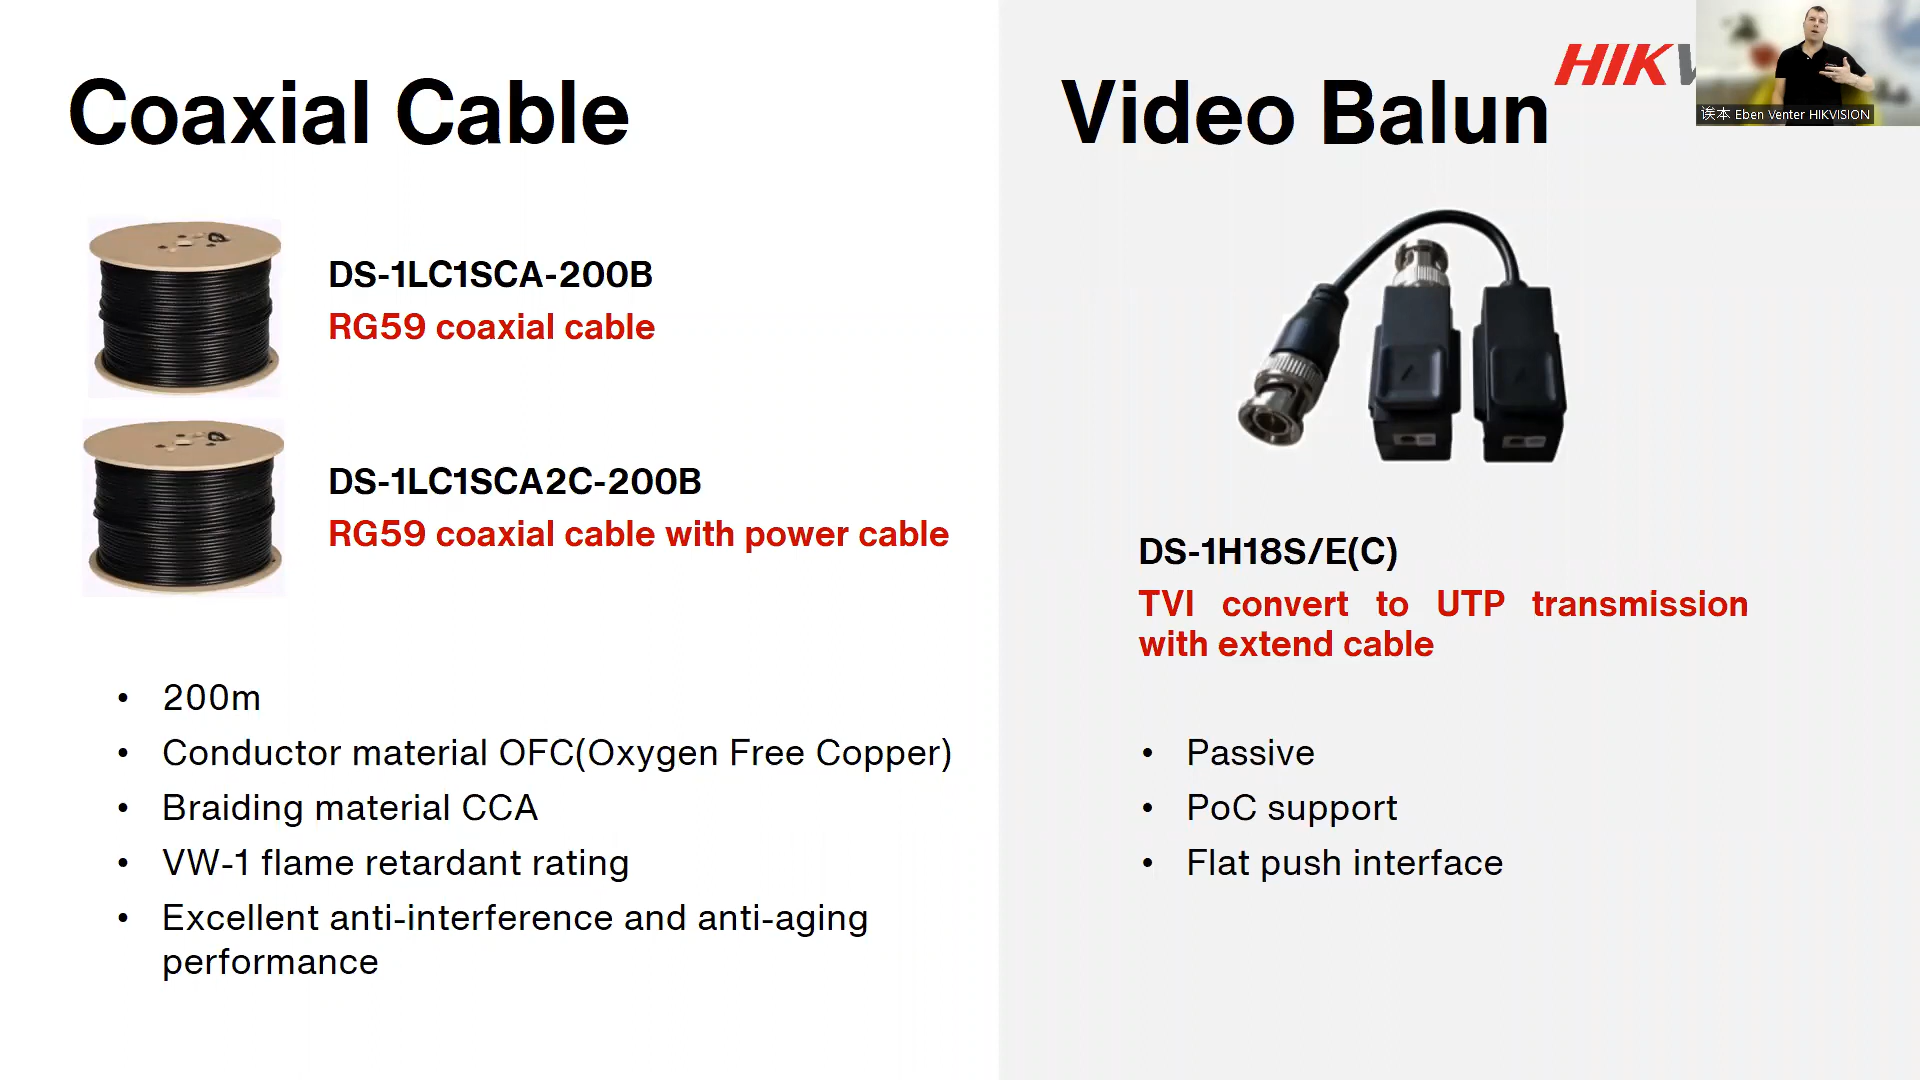 Coaxial Cable
DS-1LC1SCA-200B
RG59 coaxial cable
DS-1LC1SCA2C-200B
RG59 coaxial cable with power cable
• 200m
• Conductor material OFC(Oxygen Free Copper)
• Braiding material CCA
• VW-1 flame retardant rating
• Excellent anti-interference and anti-aging
performance
Video Balun
HIKV
诶本 Eben Venter HIKVISION
DS-1H18S/E(C)
TVI convert to UTP transmission
with extend cable
• Passive
• PoC support
• Flat push interface